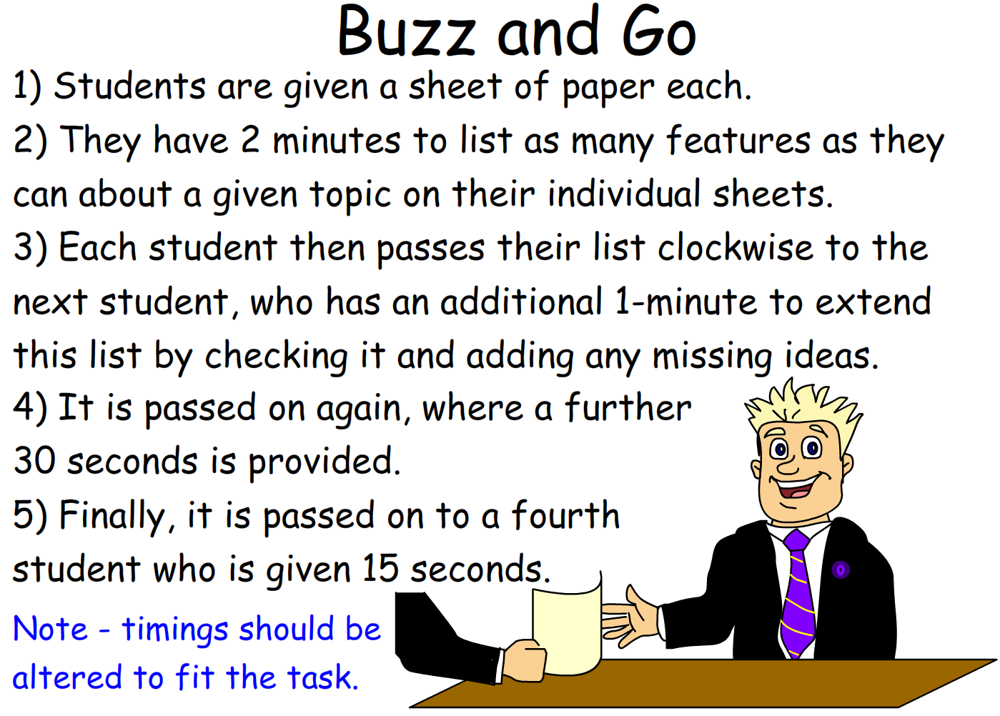 Buzz and Go
1) Students are given a sheet of paper each.
2) They have 2 minutes to list as many features as they
can about a given topic on their individual sheets.
3) Each student then passes their list clockwise to the
next student, who has an additional 1-minute to extend
this list by checking it and adding any missing ideas.
4) It is passed on again, where a further
30 seconds is provided.
5) Finally, it is passed on to a fourth
student who is given 15 seconds.
Note - timings should be
altered to fit the task.